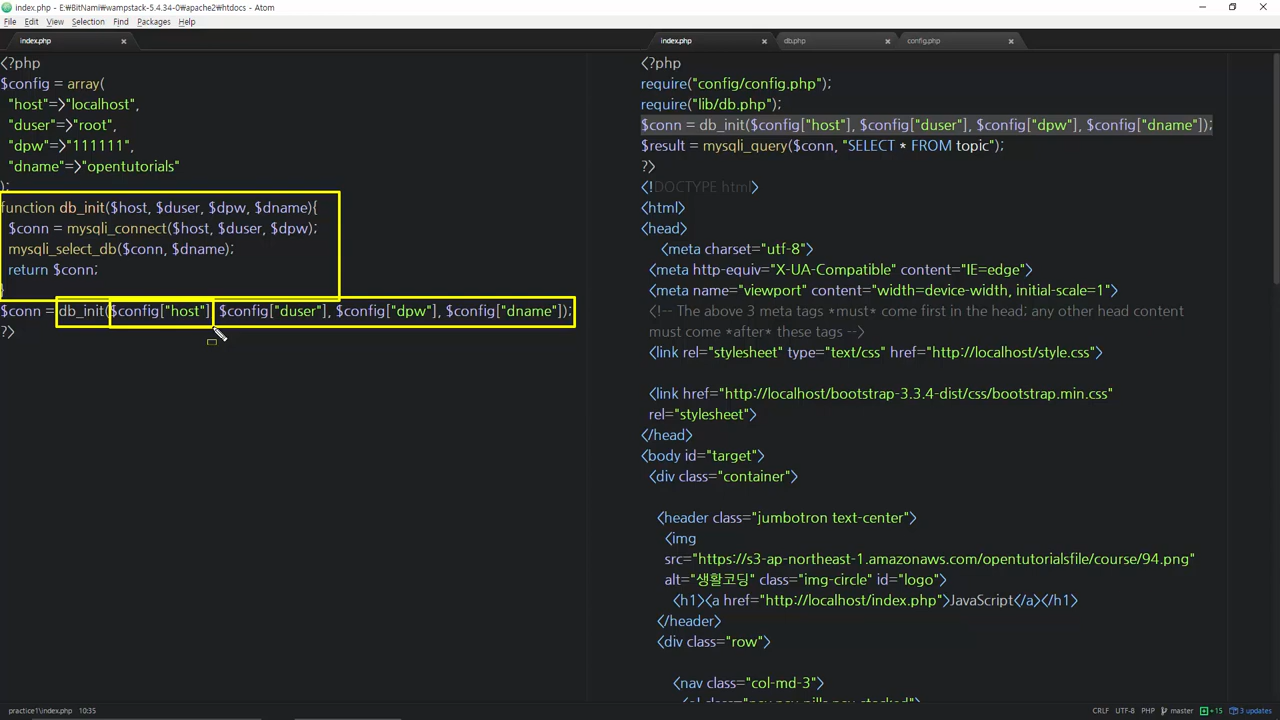 index.php - E:₩BitNami₩wampstack-5.4.34-0₩apache2₩htdocs - Atom
File Edit View Selection Find Packages Help
index.php
<?php
$config = array(
"host"=>"localhost",
"duser"=>"root",
"dpw"=>"111111",
"dname"=>"opentutorials"
);
function db_init($host, $duser, $dpw, $dname){
$conn = mysqli_connect($host, $duser, $dpw);
mysqli_select_db($conn, $dname);
return $conn;
}
$conn = db_init($config["host"], $config["duser"], $config["dpw"], $config["dname"]);
?>
index.php db.php config.php
<?php
require("config/config.php");
require("lib/db.php");
$conn = db_init($config["host"], $config["duser"], $config["dpw"], $config["dname"]);
$result = mysqli_query($conn, "SELECT * FROM topic");
?>
<!DOCTYPE html>
<html>
<head>
<meta charset="utf-8">
<meta http-equiv="X-UA-Compatible" content="IE=edge">
<meta name="viewport" content="width=device-width, initial-scale=1">
<!-- The above 3 meta tags *must* come first in the head; any other head content
must come *after* these tags -->
<link rel="stylesheet" type="text/css" href="http://localhost/style.css">
<link href="http://localhost/bootstrap-3.3.4-dist/css/bootstrap.min.css"
rel="stylesheet">
</head>
<body id="target">
<div class="container">
<header class="jumbotron text-center">
<img
src="https://s3-ap-northeast-1.amazonaws.com/opentutorialsfile/course/94.png"
alt="생활코딩" class="img-circle" id="logo">
<h1><a href="http://localhost/index.php">JavaScript</a></h1>
</header>
<div class="row">
<nav class="col-md-3">
practice1\index.php 10:35
CRLF UTF-8 PHP master +15 3 updates